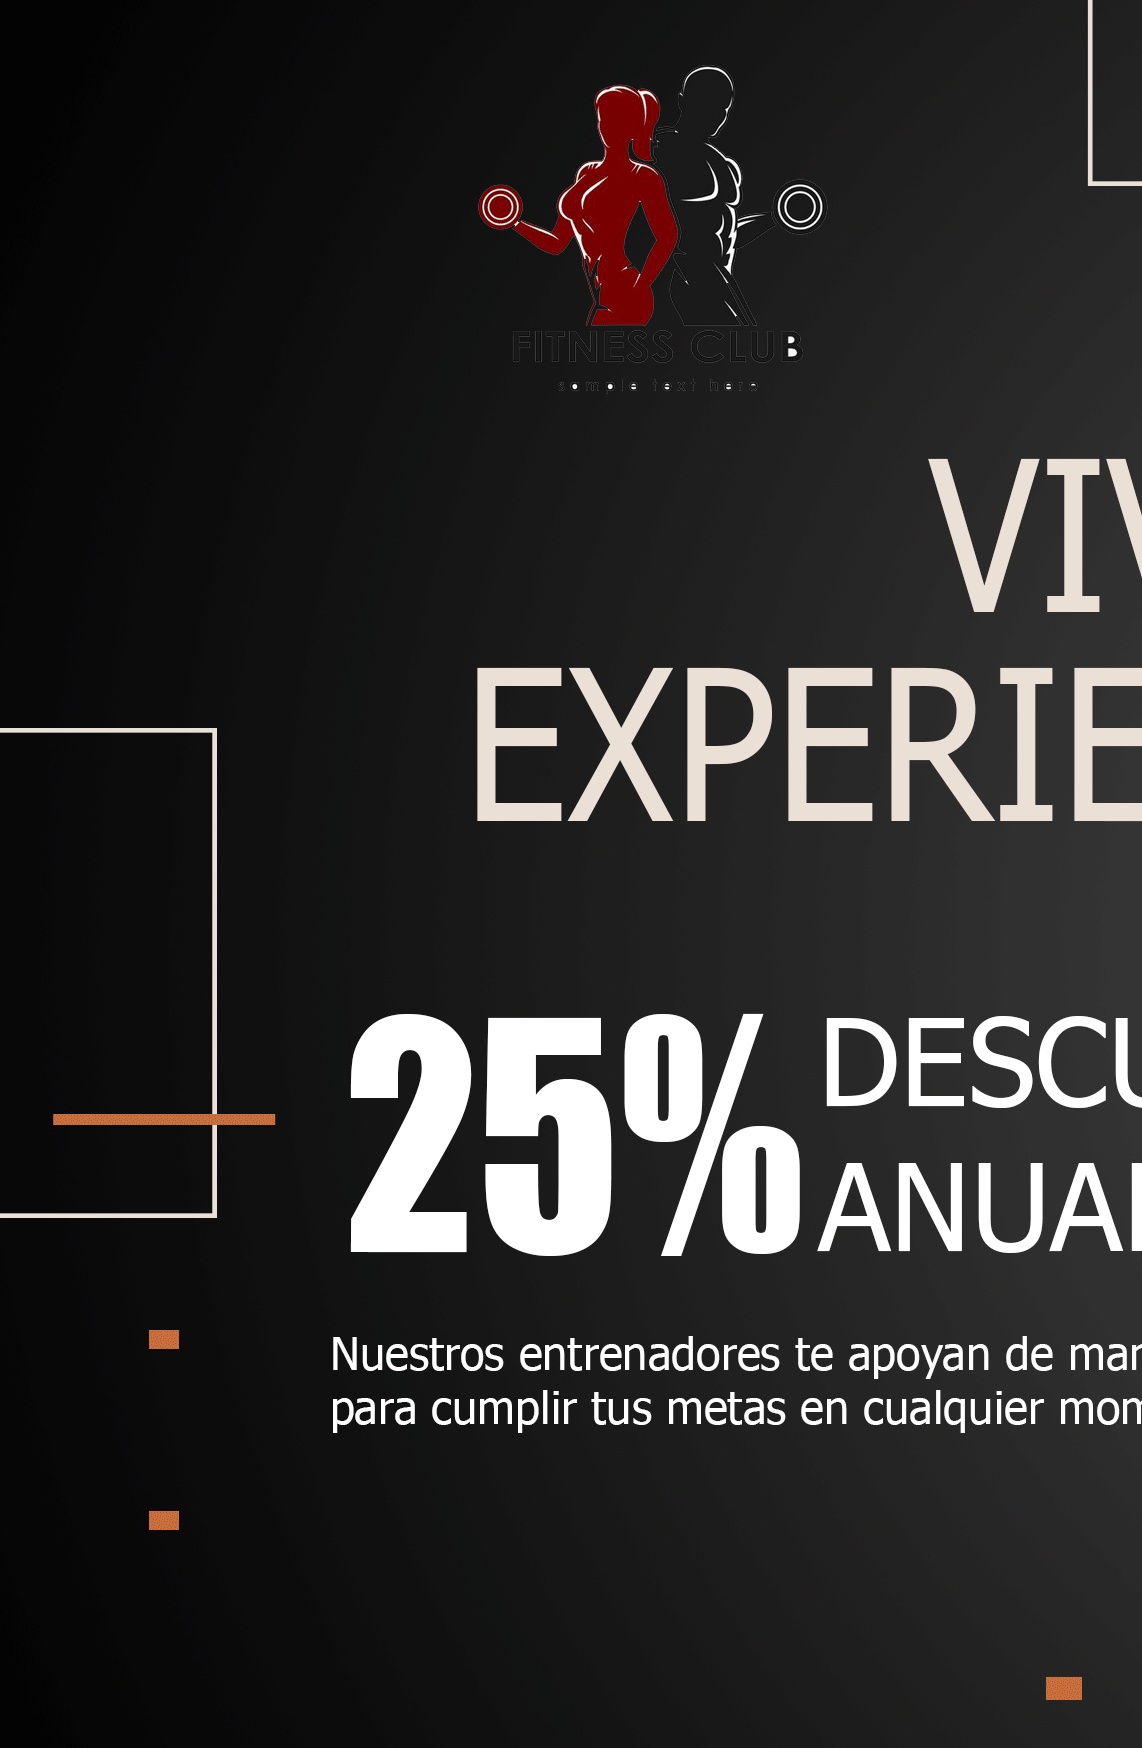 FITNESS CLUB
sample text here
VIV
EXPERIE
25% DESCU
ANUAL
Nuestros entrenadores te apoyan de man
para cumplir tus metas en cualquier mom